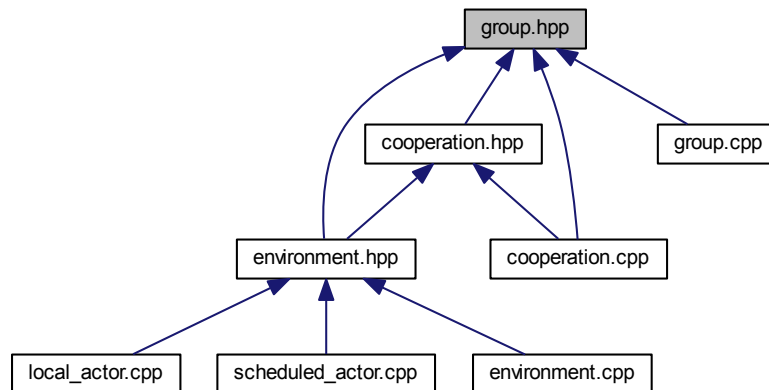 group.hpp
cooperation.hpp
group.cpp
environment.hpp
cooperation.cpp
local_actor.cpp
scheduled_actor.cpp
environment.cpp